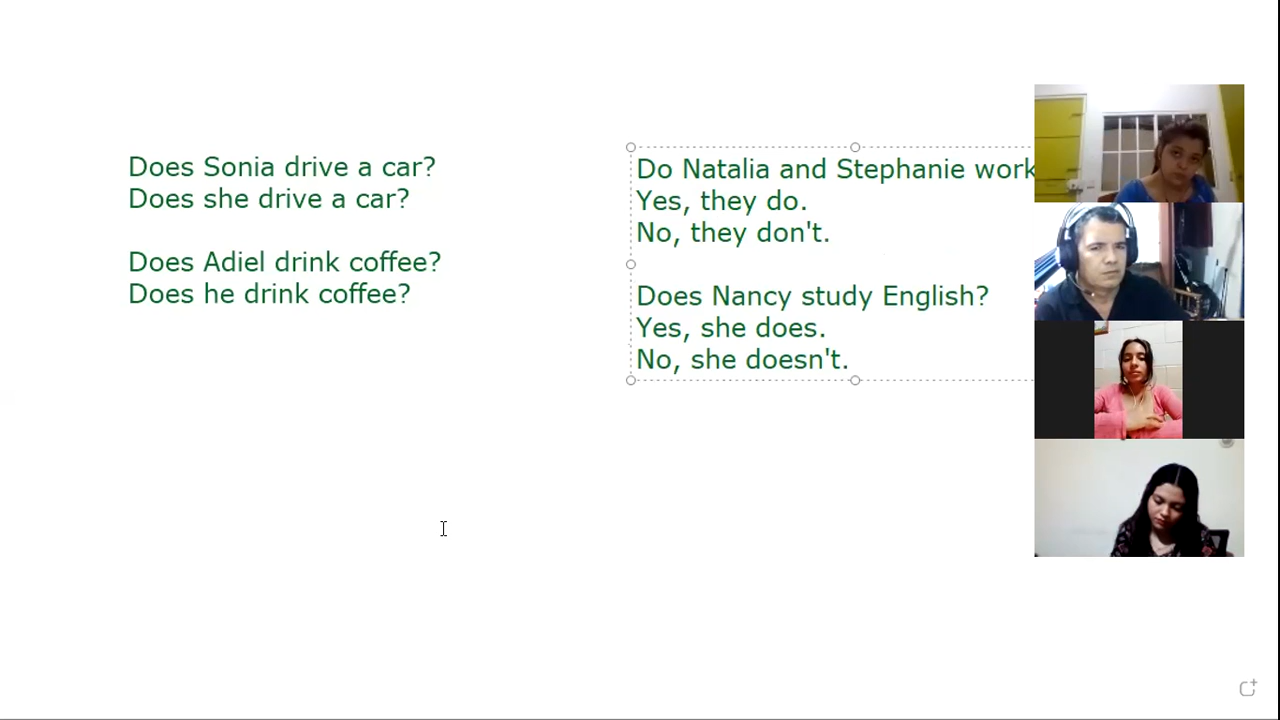 Does Sonia drive a car?
Does she drive a car?
Does Adiel drink coffee?
Does he drink coffee?
Do Natalia and Stephanie work
Yes, they do.
No, they don't.
Does Nancy study English?
Yes, she does.
No, she doesn't.